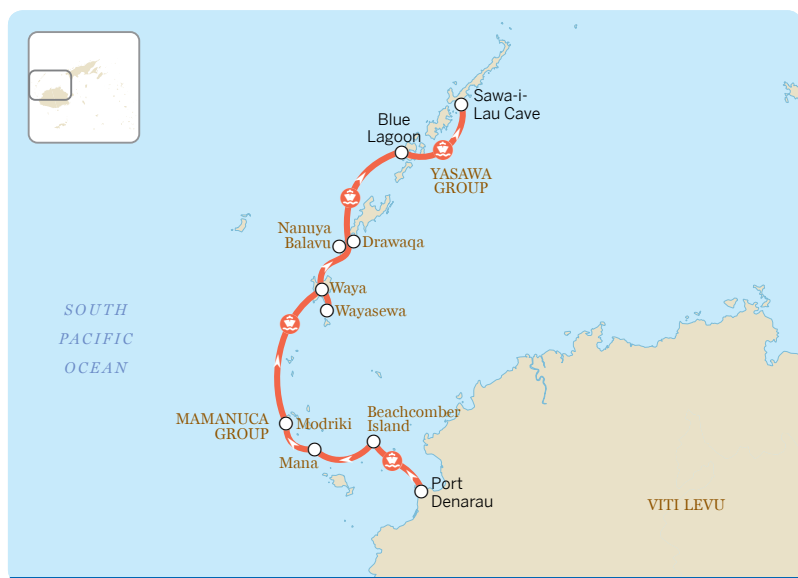 Sawa-i-
Lau Cave
Blue
Lagoon
YASAWA
GROUP
Nanuya
Balavu
Drawaqa
Waya
Wayasewa
SOUTH
PACIFIC
OCEAN
Beachcomber
Island
MAMANUCA
GROUP
Modriki
Mana
Port
Denarau
VITI LEVU